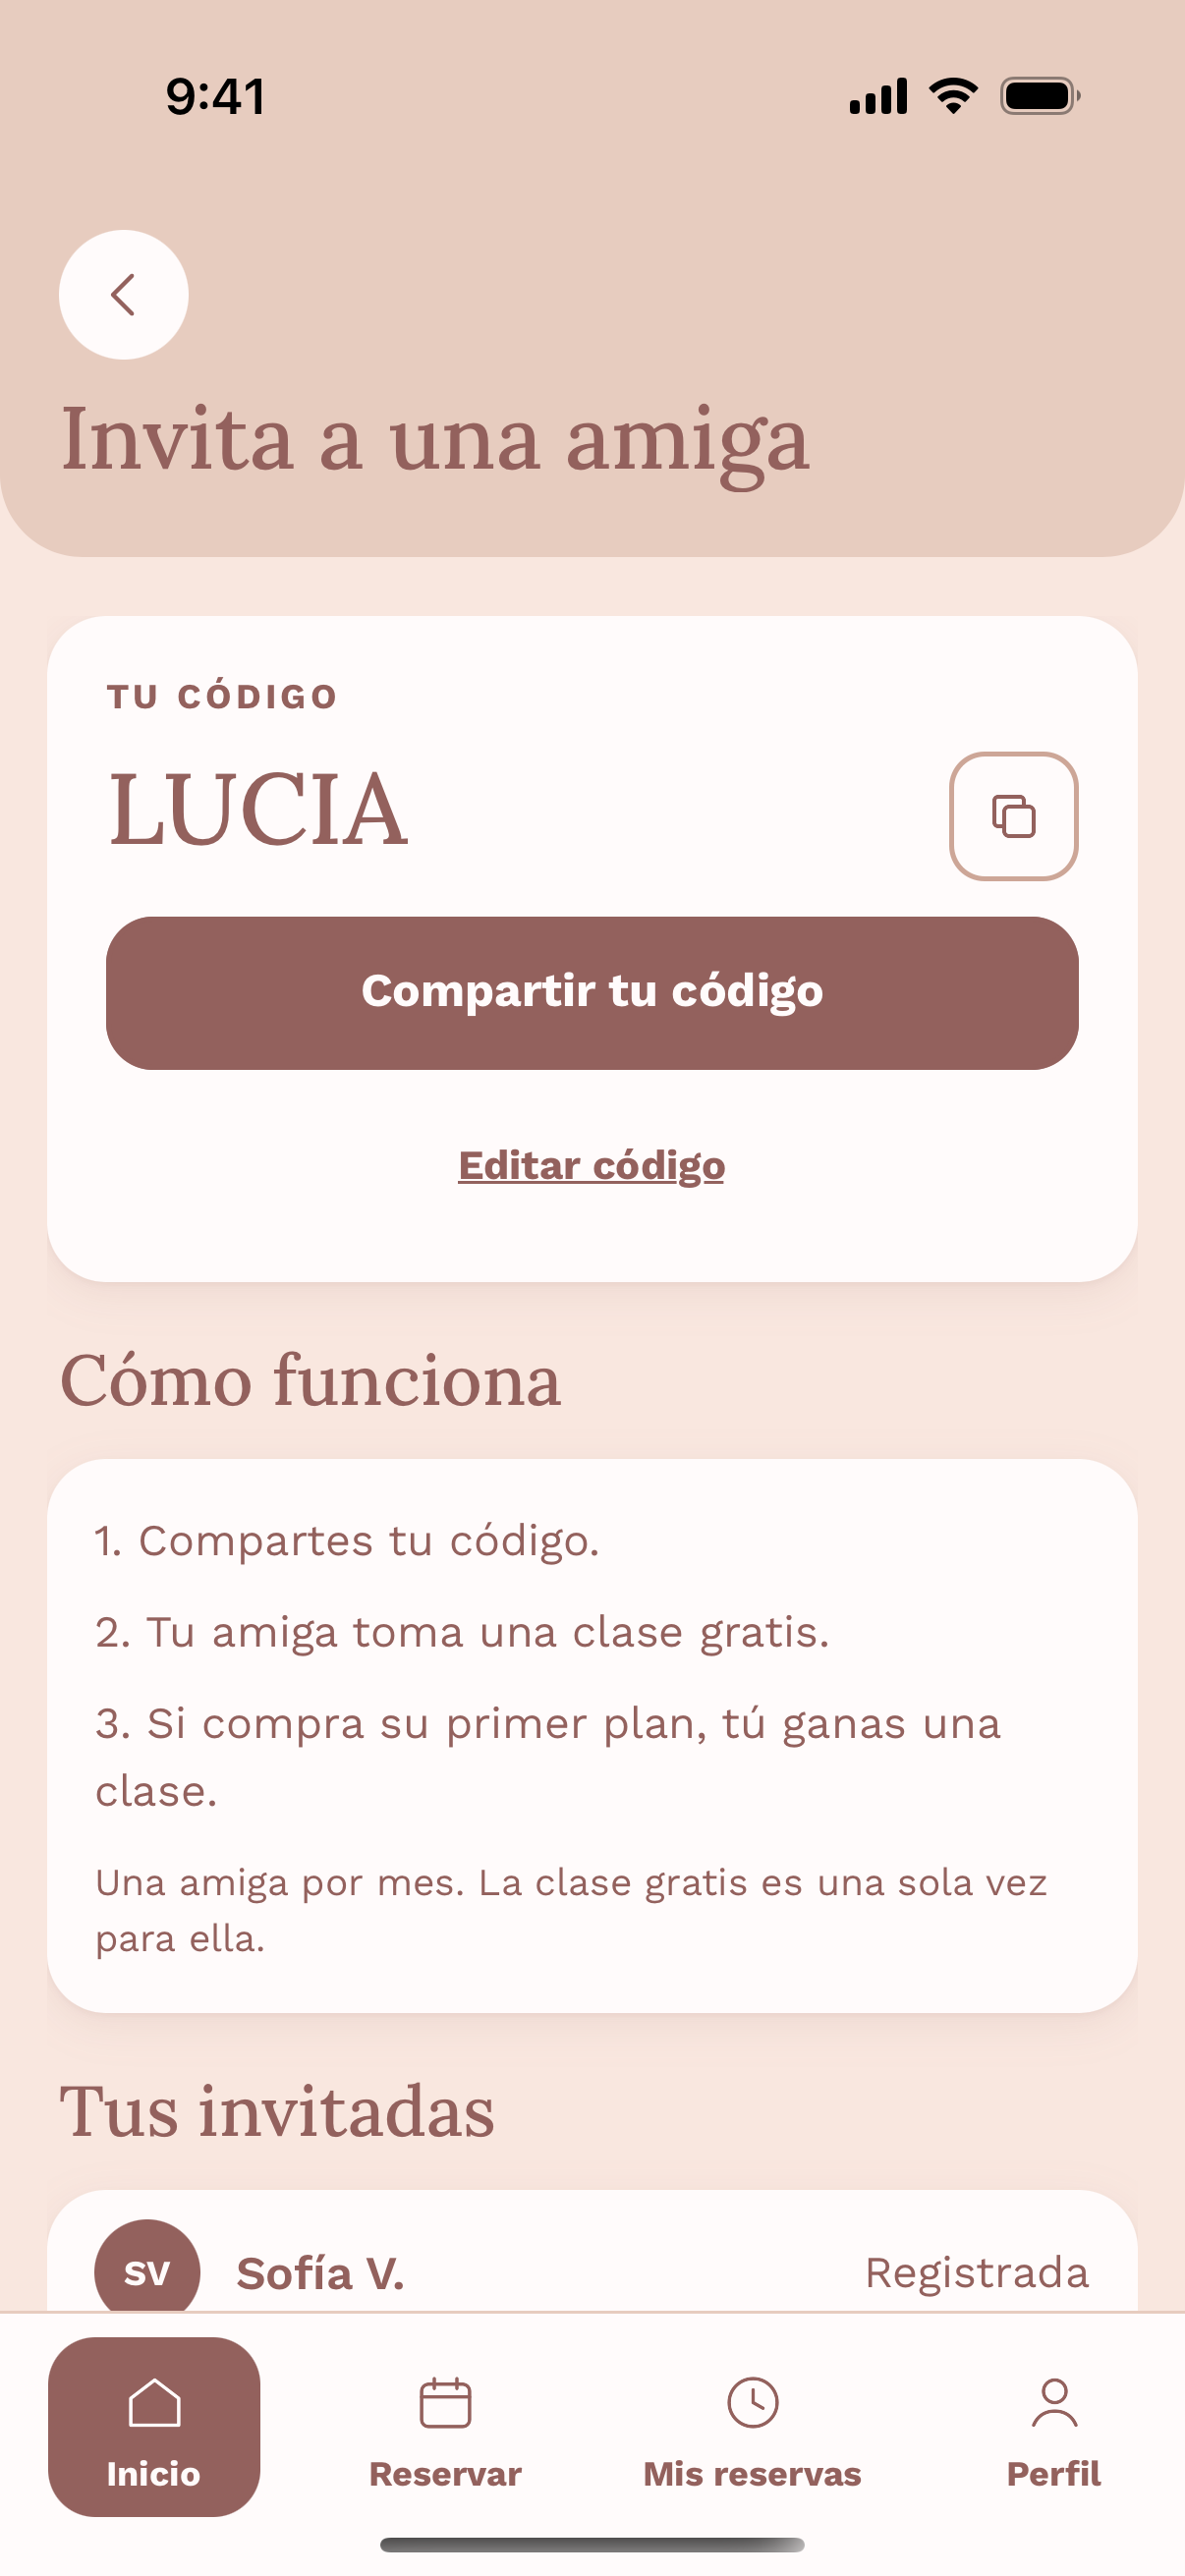 9:41
Invita a una amiga
TU CÓDIGO
LUCIA
Compartir tu código
Editar código
Cómo funciona
1. Compartes tu código.
2. Tu amiga toma una clase gratis.
3. Si compra su primer plan, tú ganas una
clase.
Una amiga por mes. La clase gratis es una sola vez
para ella.
Tus invitadas
SV Sofía V. Registrada
Inicio Reservar Mis reservas Perfil